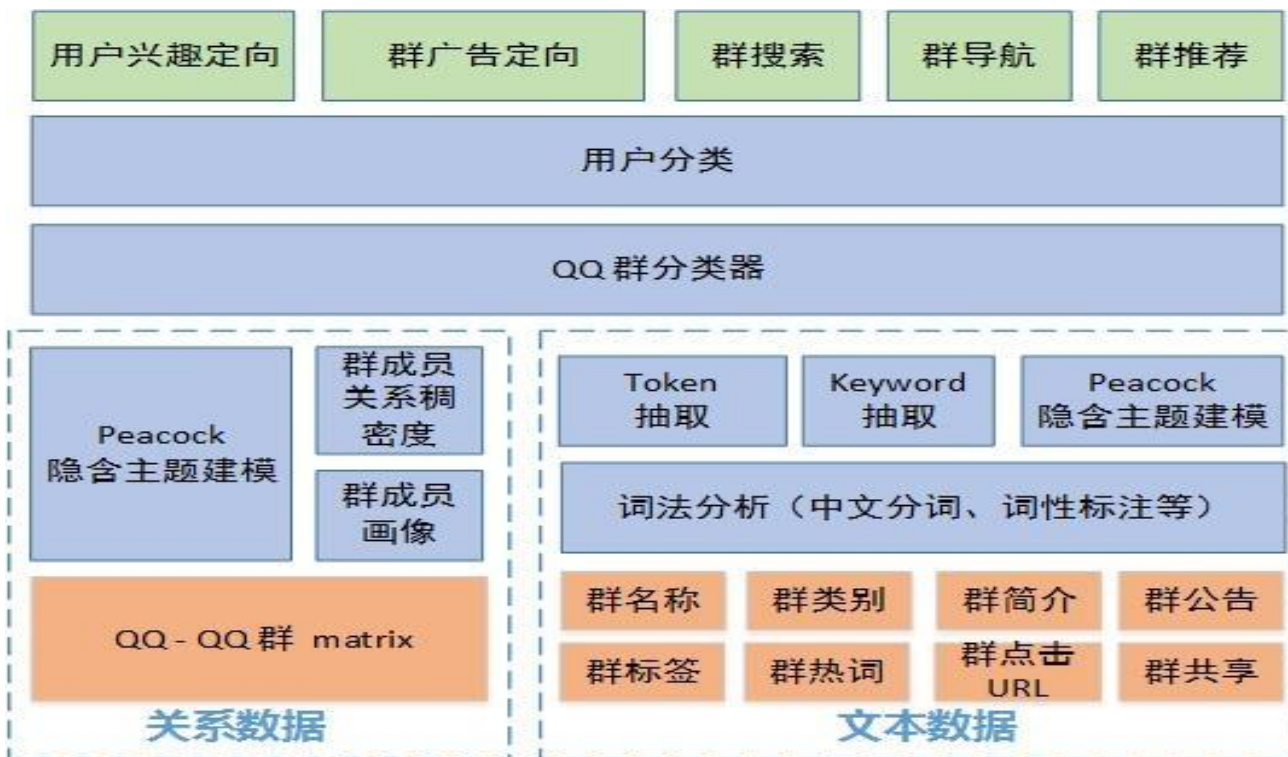 用户兴趣定向 群广告定向 群搜索 群导航 群推荐
用户分类
QQ 群分类器
Peacock
隐含主题建模
群成员
关系稠
密度
群成员
画像
QQ - QQ 群 matrix
关系数据
Token
抽取
Keyword
抽取
Peacock
隐含主题建模
词法分析（中文分词、词性标注等）
群名称 群类别 群简介 群公告
群标签 群热词 群点击
URL
群共享
文本数据